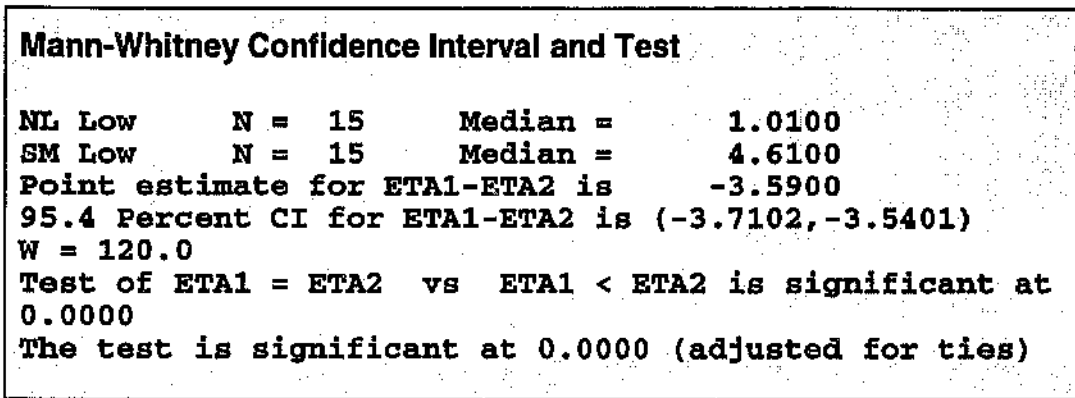 Mann-Whitney Confidence Interval and Test
NL Low N = 15 Median = 1.0100
SM Low N = 15 Median = 4.6100
Point estimate for ETA1-ETA2 is -3.5900
95.4 Percent CI for ETA1-ETA2 is (-3.7102,-3.5401)
W = 120.0
Test of ETA1 = ETA2 vs ETA1 < ETA2 is significant at
0.0000
The test is significant at 0.0000 (adjusted for ties)